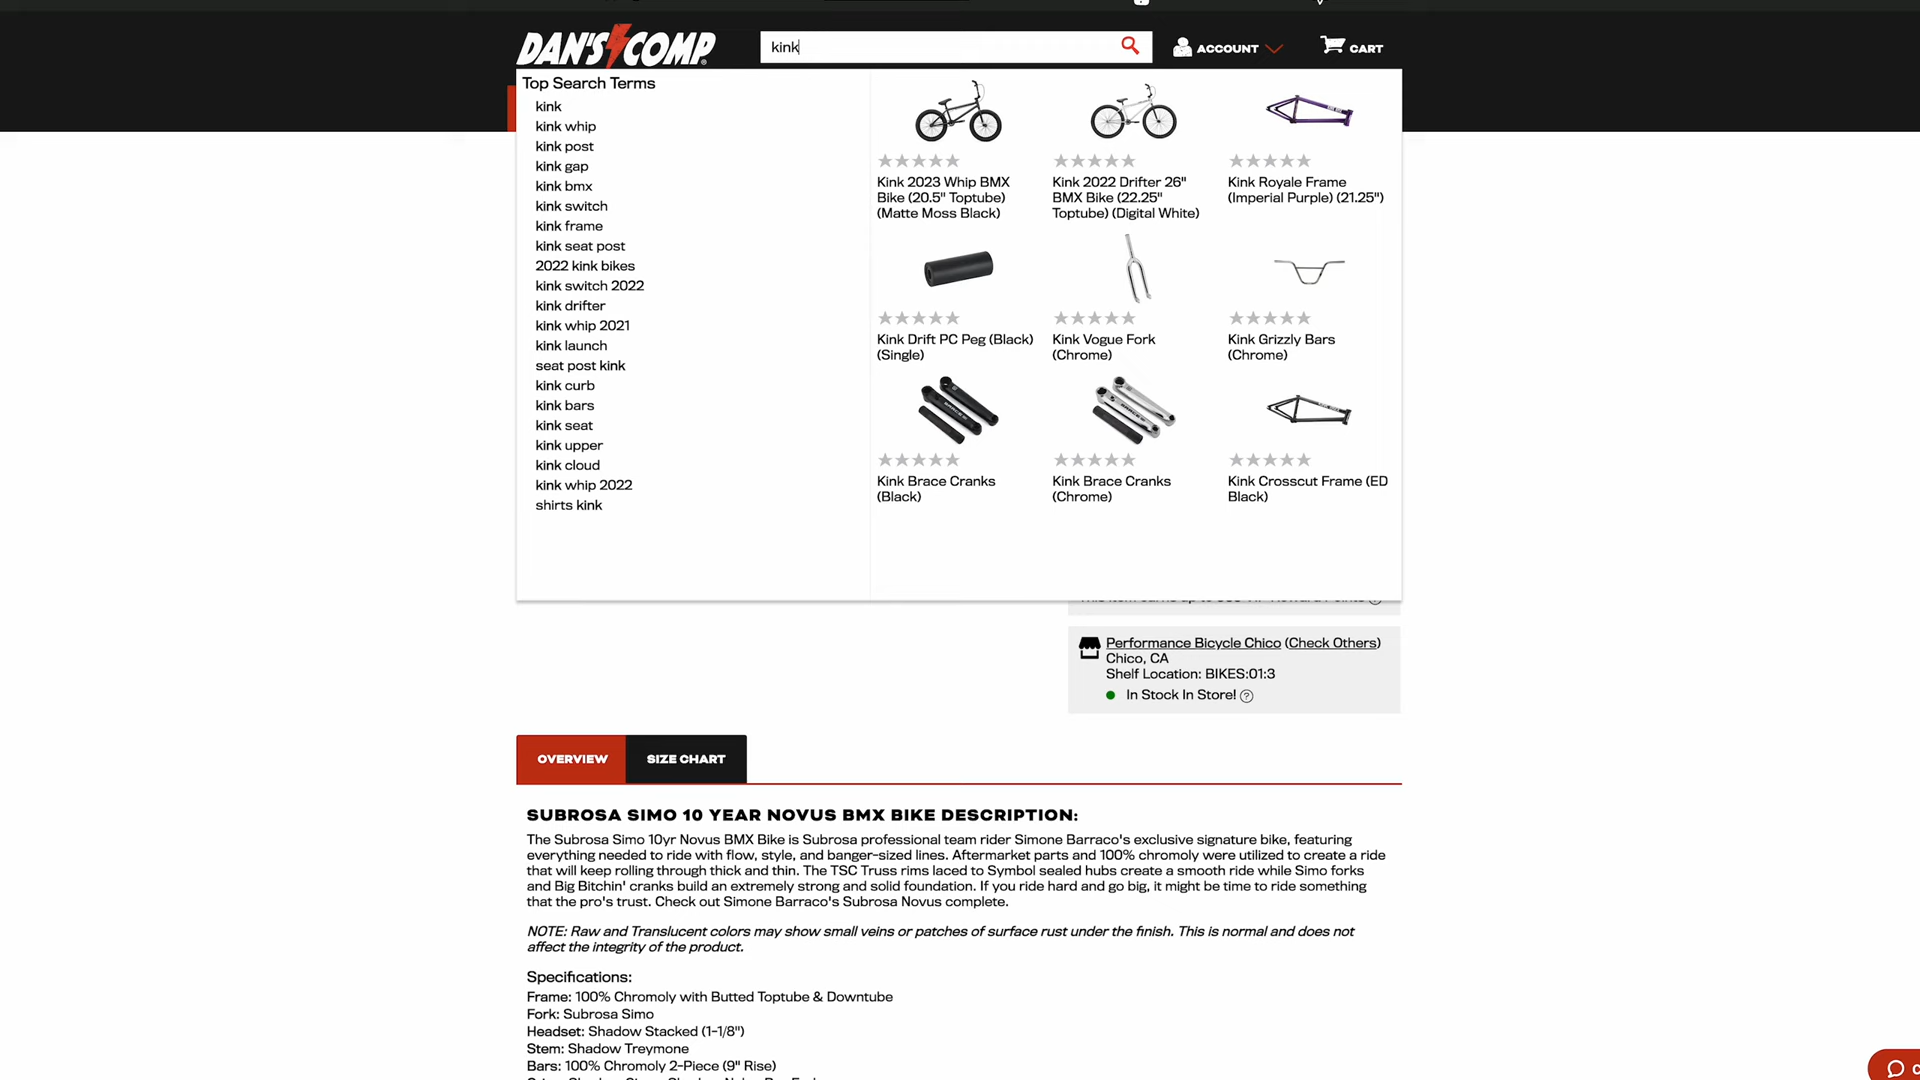 DAN'S COMP
kink
ACCOUNT
CART
Top Search Terms
kink
kink whip
kink post
kink gap
kink bmx
kink switch
kink frame
kink seat post
2022 kink bikes
kink switch 2022
kink drifter
kink whip 2021
kink launch
seat post kink
kink curb
kink bars
kink seat
kink upper
kink cloud
kink whip 2022
shirts kink
Kink 2023 Whip BMX
Bike (20.5" Toptube)
(Matte Moss Black)
Kink 2022 Drifter 26"
BMX Bike (22.25"
Toptube) (Digital White)
Kink Royale Frame
(Imperial Purple) (21.25")
Kink Drift PC Peg (Black)
(Single)
Kink Vogue Fork
(Chrome)
Kink Grizzly Bars
(Chrome)
Kink Brace Cranks
(Black)
Kink Brace Cranks
(Chrome)
Kink Crosscut Frame (ED
Black)
Performance Bicycle Chico (Check Others)
Chico, CA
Shelf Location: BIKES:01:3
In Stock In Store!
OVERVIEW
SIZE CHART
SUBROSA SIMO 10 YEAR NOVUS BMX BIKE DESCRIPTION:
The Subrosa Simo 10yr Novus BMX Bike is Subrosa professional team rider Simone Barraco's exclusive signature bike, featuring
everything needed to ride with flow, style, and banger-sized lines. Aftermarket parts and 100% chromoly were utilized to create a ride
that will keep rolling through thick and thin. The TSC Truss rims laced to Symbol sealed hubs create a smooth ride while Simo forks
and Big Bitchin' cranks build an extremely strong and solid foundation. If you ride hard and go big, it might be time to ride something
that the pro's trust. Check out Simone Barraco's Subrosa Novus complete.
NOTE: Raw and Translucent colors may show small veins or patches of surface rust under the finish. This is normal and does not
affect the integrity of the product.
Specifications:
Frame: 100% Chromoly with Butted Toptube & Downtube
Fork: Subrosa Simo
Headset: Shadow Stacked (1-1/8")
Stem: Shadow Treymone
Bars: 100% Chromoly 2-Piece (9" Rise)